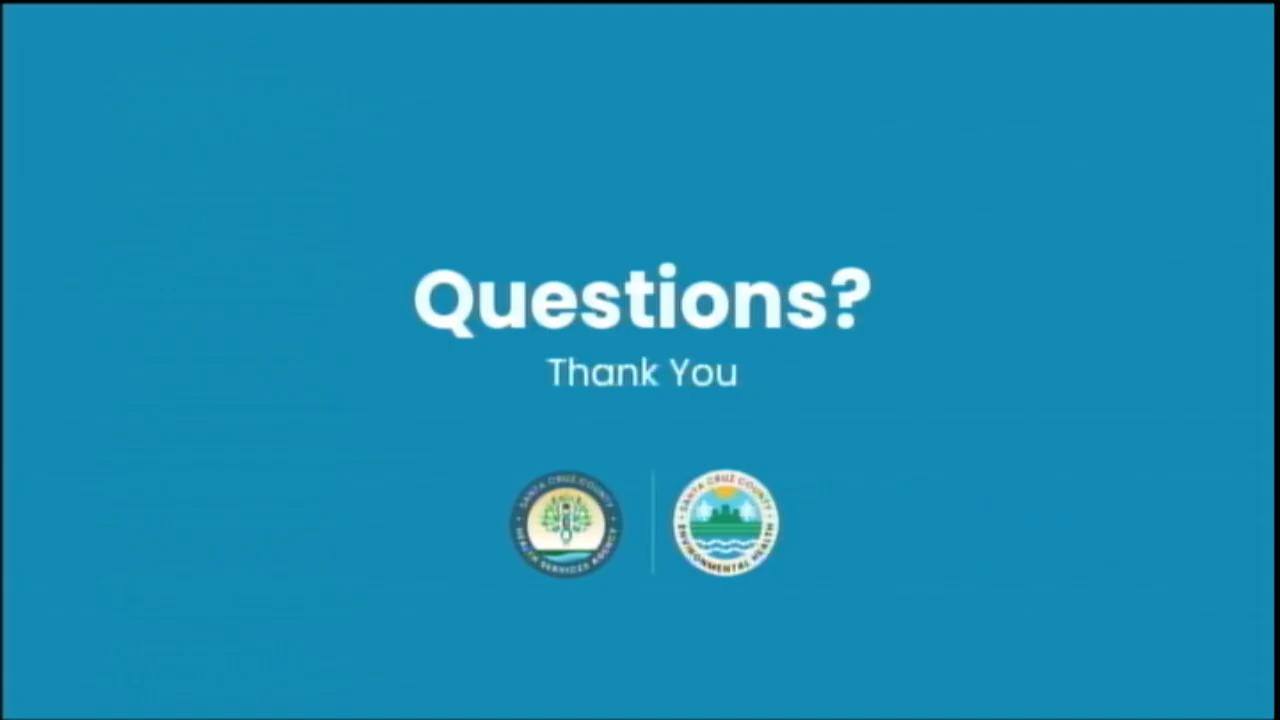 Questions?
Thank You
SANTA CRUZ COUNTY
HEALTH SERVICES AGENCY
SANTA CRUZ COUNTY
ENVIRONMENTAL HEALTH